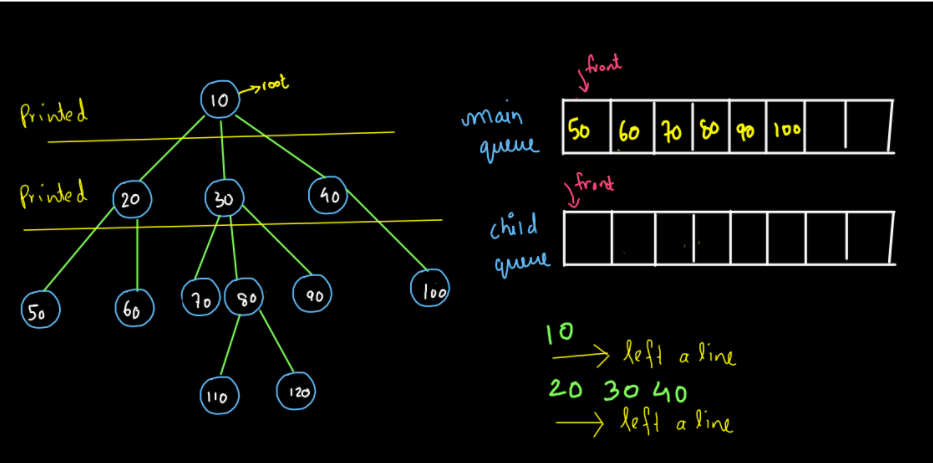 Printed
10 → root
Printed
20 30 40
50 60 70 80 90 100
110 120
front
main queue
50 60 70 80 90 100
front
child queue
10
→ left a line
20 30 40
→ left a line